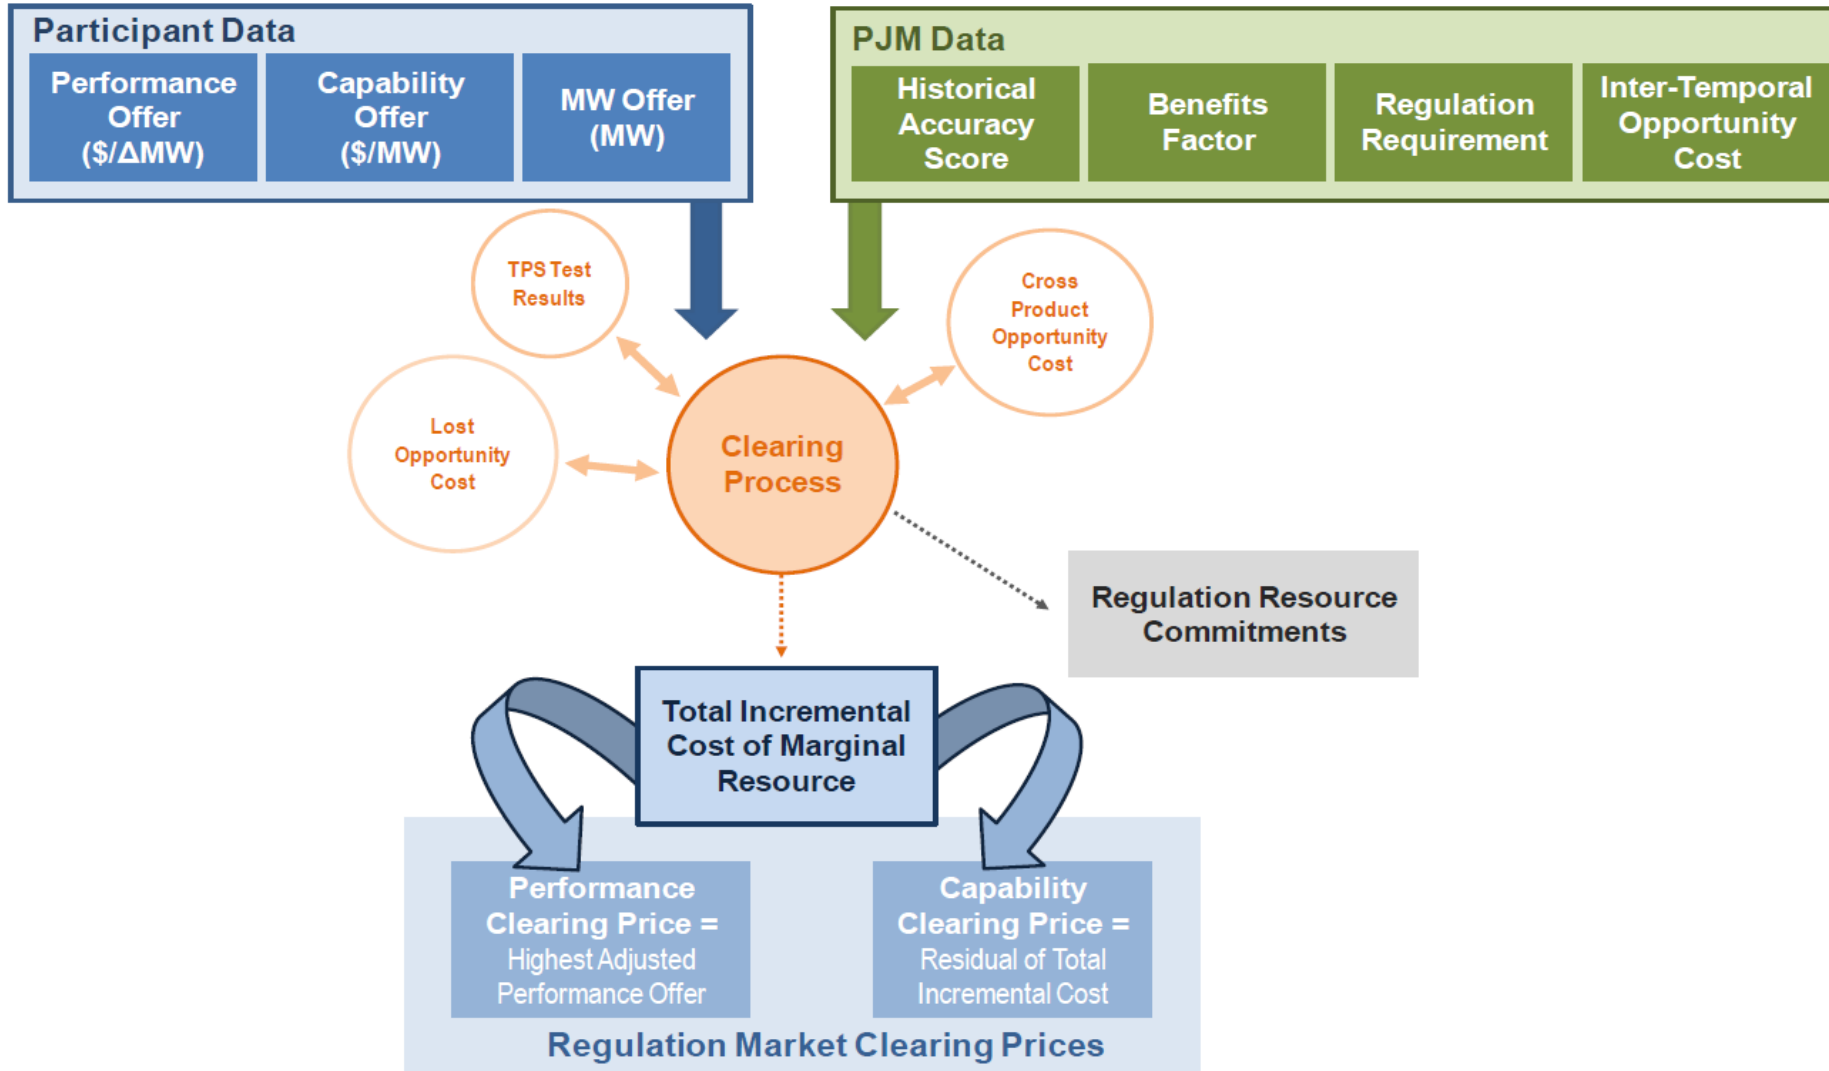 Participant Data
Performance
Offer
($/ΔMW)
Capability
Offer
($/MW)
MW Offer
(MW)
PJM Data
Historical
Accuracy
Score
Benefits
Factor
Regulation
Requirement
Inter-Temporal
Opportunity
Cost
TPS Test
Results
Cross
Product
Opportunity
Cost
Lost
Opportunity
Cost
Clearing
Process
Regulation Resource
Commitments
Total Incremental
Cost of Marginal
Resource
Performance
Clearing Price =
Highest Adjusted
Performance Offer
Capability
Clearing Price =
Residual of Total
Incremental Cost
Regulation Market Clearing Prices